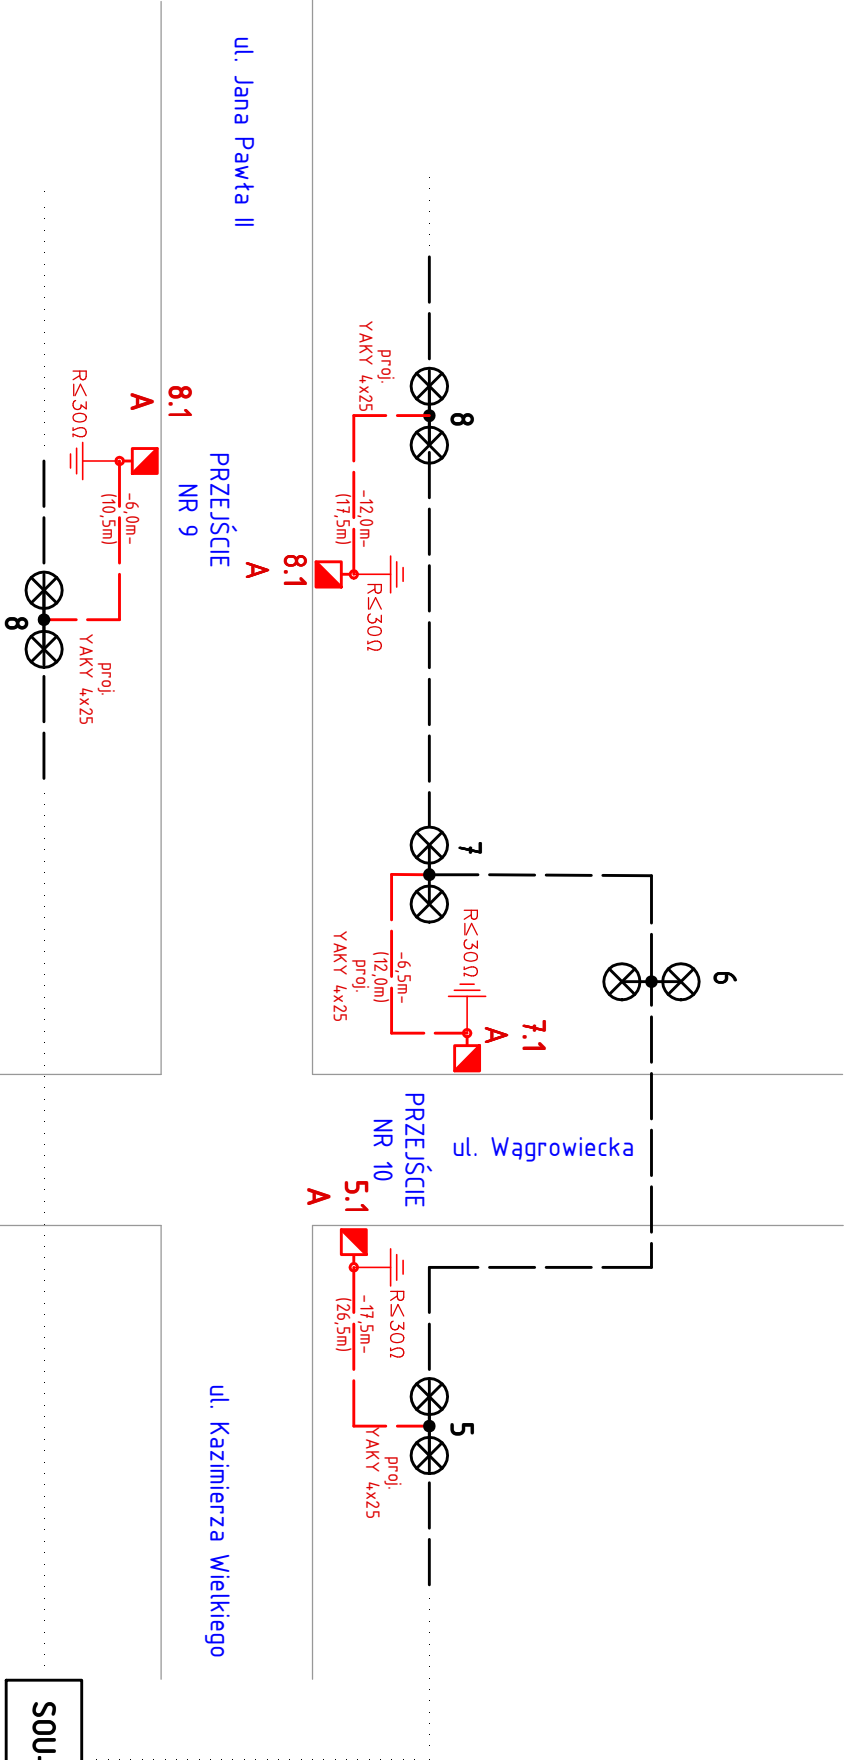 ul. Jana Pawła II
proj.
YAKY 4x25
8
-12,0m-
(17,5m)
R≤30Ω
8.1
A
8.1
A
R≤30Ω
PRZEJŚCIE
NR 9
-6,0m-
(10,5m)
8
proj.
YAKY 4x25
7
R≤30Ω
-6,5m-
(12,0m)
proj.
YAKY 4x25
7.1
A
6
PRZEJŚCIE
NR 10
ul. Wągrowiecka
5.1
A
R≤30Ω
-17,5m-
(26,5m)
5
proj.
YAKY 4x25
ul. Kazimierza Wielkiego
SOU-